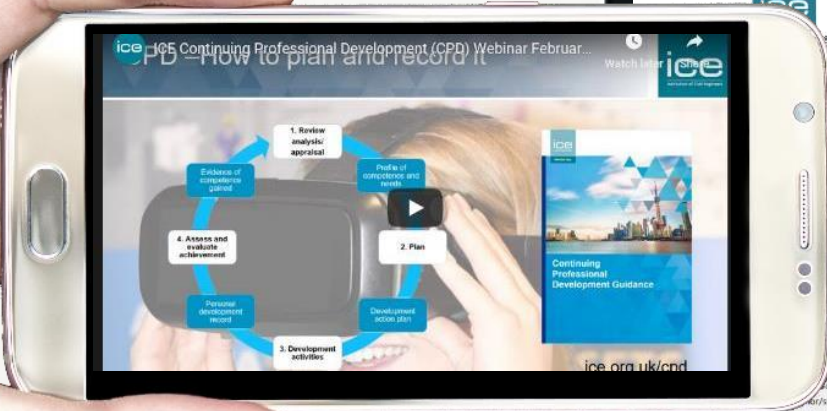 ice
ice
ICE Continuing Professional Development (CPD) Webinar Februar...
PD –How to plan and record it
Watch later
Share
ice
Institution of Civil Engineers
1. Review
analysis/
appraisal
Profile of
competence and
needs
2. Plan
Development
action plan
3. Development
activities
Personal
development
record
4. Assess and
evaluate
achievement
Evidence of
competence
gained
ice
Continuing
Professional
Development Guidance
ice.org.uk/cpd